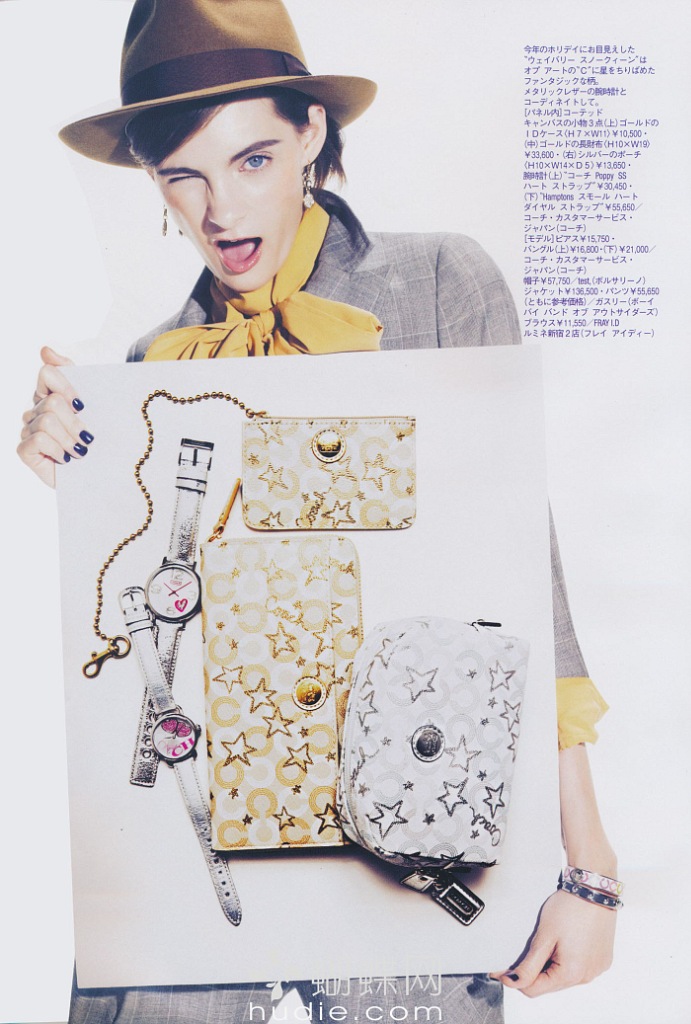 今年のホリデイにお目見えした
"ウェイバリー スノークィーン"は
オプ アートの"C"に星をちりばめた
ファンタジックな柄。
メタリックレザーの腕時計と
コーディネイトして。
[パネル内]コーテッド
キャンバスの小物3点(上)ゴールドの
IDケース〈H7×W11〉¥10,500・
(中)ゴールドの長財布〈H10×W19〉
¥33,600・(右)シルバーのポーチ
〈H10×W14×D5〉¥13,650・
腕時計(上)"コーチ Poppy SS
ハート ストラップ"¥30,450・
(下)"Hamptons スモール ハート
ダイヤル ストラップ"¥55,650／
コーチ・カスタマーサービス・
ジャパン(コーチ)
[モデル]ピアス¥15,750・
バングル(上)¥16,800・(下)¥21,000／
コーチ・カスタマーサービス・
ジャパン(コーチ)
帽子¥57,750／test.(ボルサリーノ)
ジャケット¥136,500・パンツ¥55,650
(ともに参考価格)／ガスリー(ボーイ
バイ バンド オブ アウトサイダーズ)
ブラウス¥11,550／FRAY I.D
ルミネ新宿2店(フレイ アイディー)
蝴蝶网
hudie.com